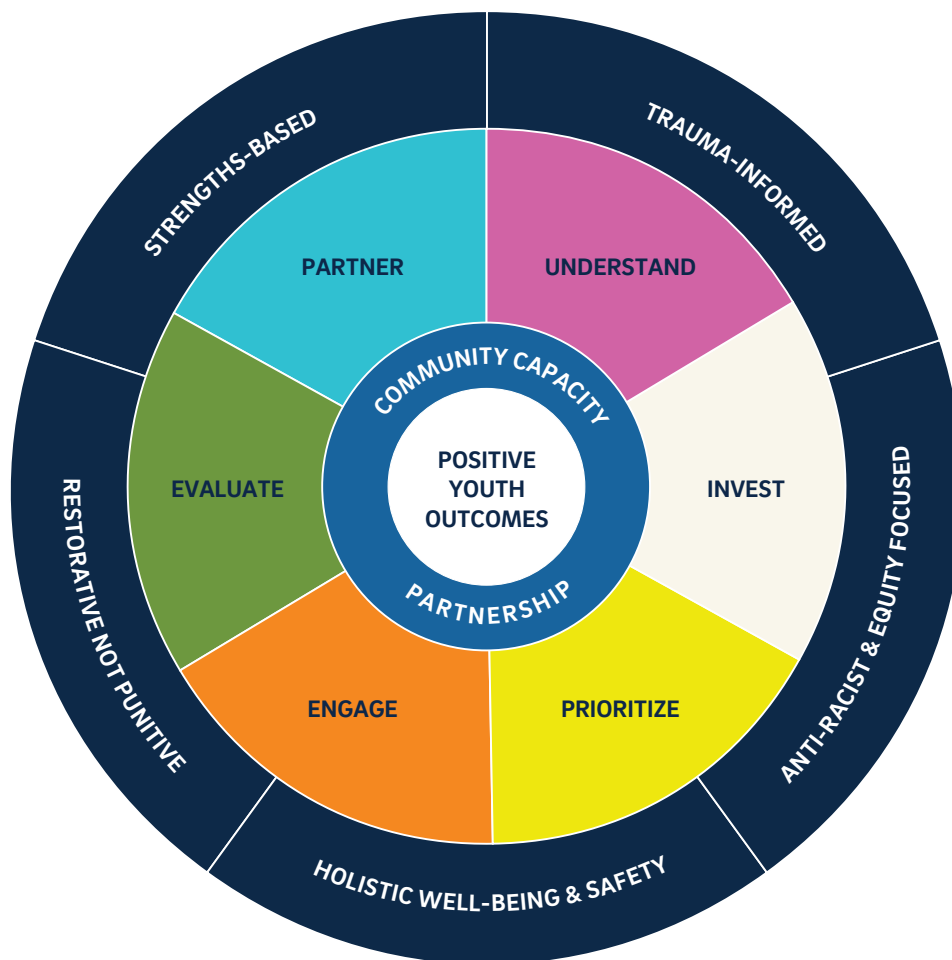 STRENGTHS-BASED
TRAUMA-INFORMED
ANTI-RACIST & EQUITY FOCUSED
HOLISTIC WELL-BEING & SAFETY
RESTORATIVE NOT PUNITIVE
PARTNER
UNDERSTAND
INVEST
PRIORITIZE
ENGAGE
EVALUATE
COMMUNITY CAPACITY
PARTNERSHIP
POSITIVE
YOUTH
OUTCOMES